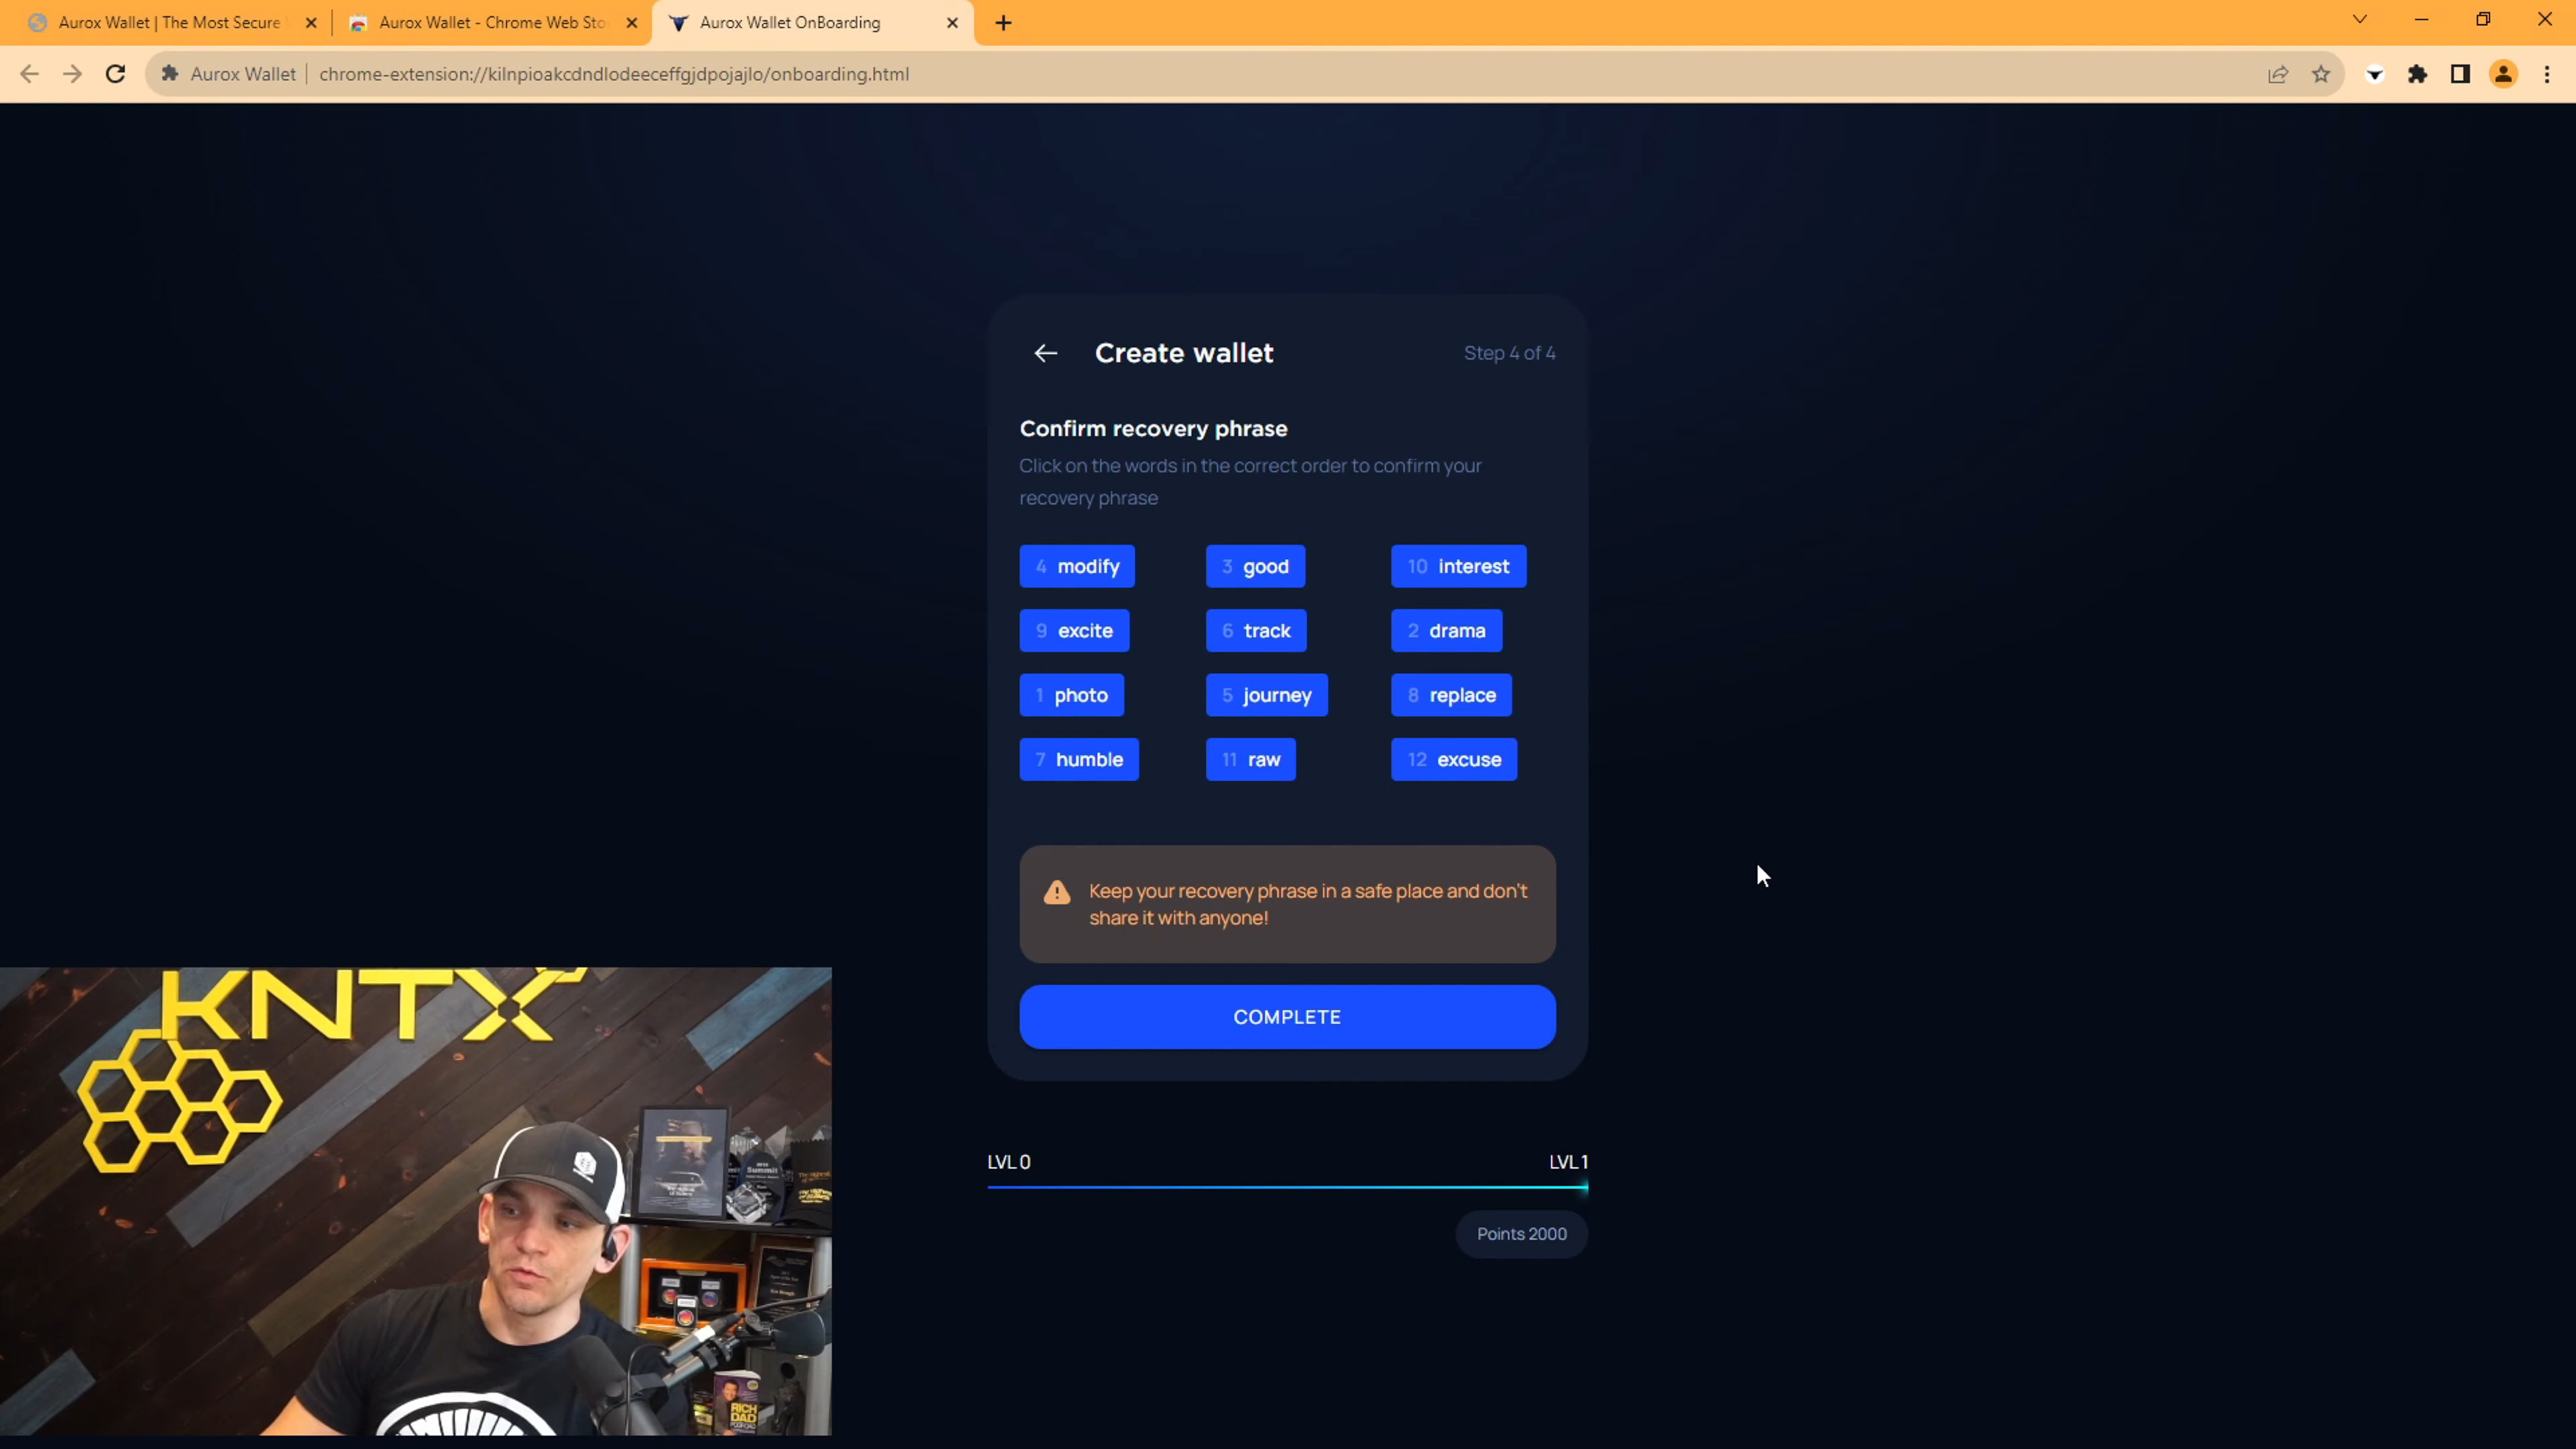 Aurox Wallet | The Most Secure
Aurox Wallet - Chrome Web Sto
Aurox Wallet OnBoarding
Aurox Wallet
chrome-extension://kilnpioakcdndlodeeceffgjdpojajlo/onboarding.html
Create wallet
Step 4 of 4
Confirm recovery phrase
Click on the words in the correct order to confirm your
recovery phrase
4 modify 3 good 10 interest
9 excite 6 track 2 drama
1 photo 5 journey 8 replace
7 humble 11 raw 12 excuse
Keep your recovery phrase in a safe place and don't
share it with anyone!
COMPLETE
LVL 0 LVL 1
Points 2000
KNTX
Summit
RICH
DAD